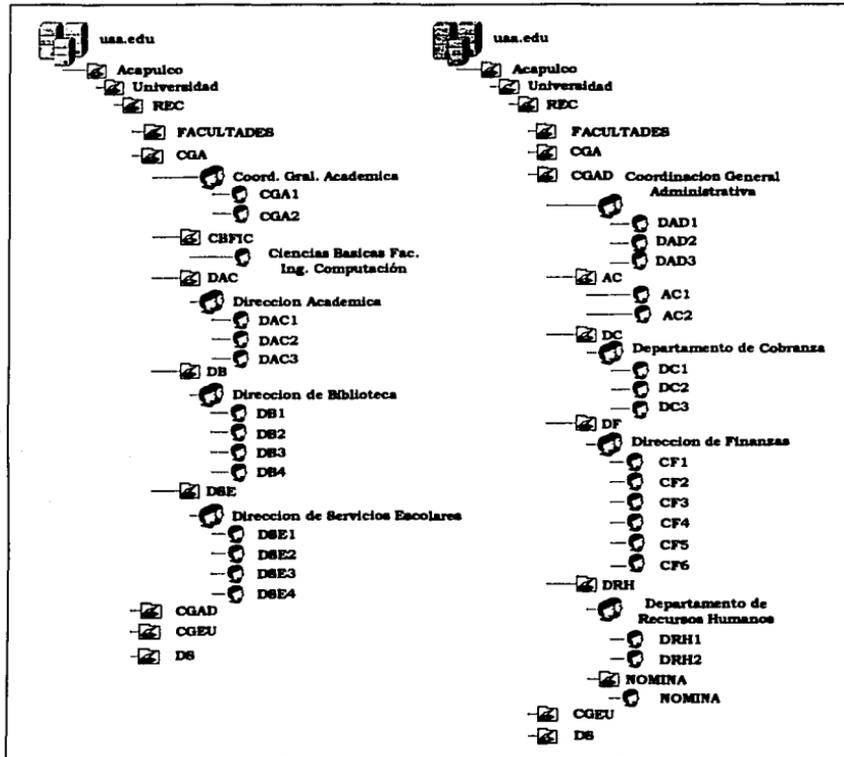 uaa.edu
Acapulco
Universidad
REC
FACULTADES
CGA
Coord. Gral. Academica
CGA1
CGA2
CBFIC
Ciencias Basicas Fac.
Ing. Computación
DAC
Direccion Academica
DAC1
DAC2
DAC3
DB
Direccion de Biblioteca
DB1
DB2
DB3
DB4
DSE
Direccion de Servicios Escolares
DSE1
DSE2
DSE3
DSE4
CGAD
CGEU
DS
uaa.edu
Acapulco
Universidad
REC
FACULTADES
CGA
CGAD Coordinacion General
Administrativa
DAD1
DAD2
DAD3
AC
AC1
AC2
DC
Departamento de Cobranza
DC1
DC2
DC3
DF
Direccion de Finanzas
CF1
CF2
CF3
CF4
CF5
CF6
DRH
Departamento de
Recursos Humanos
DRH1
DRH2
NOMINA
NOMINA
CGEU
DS